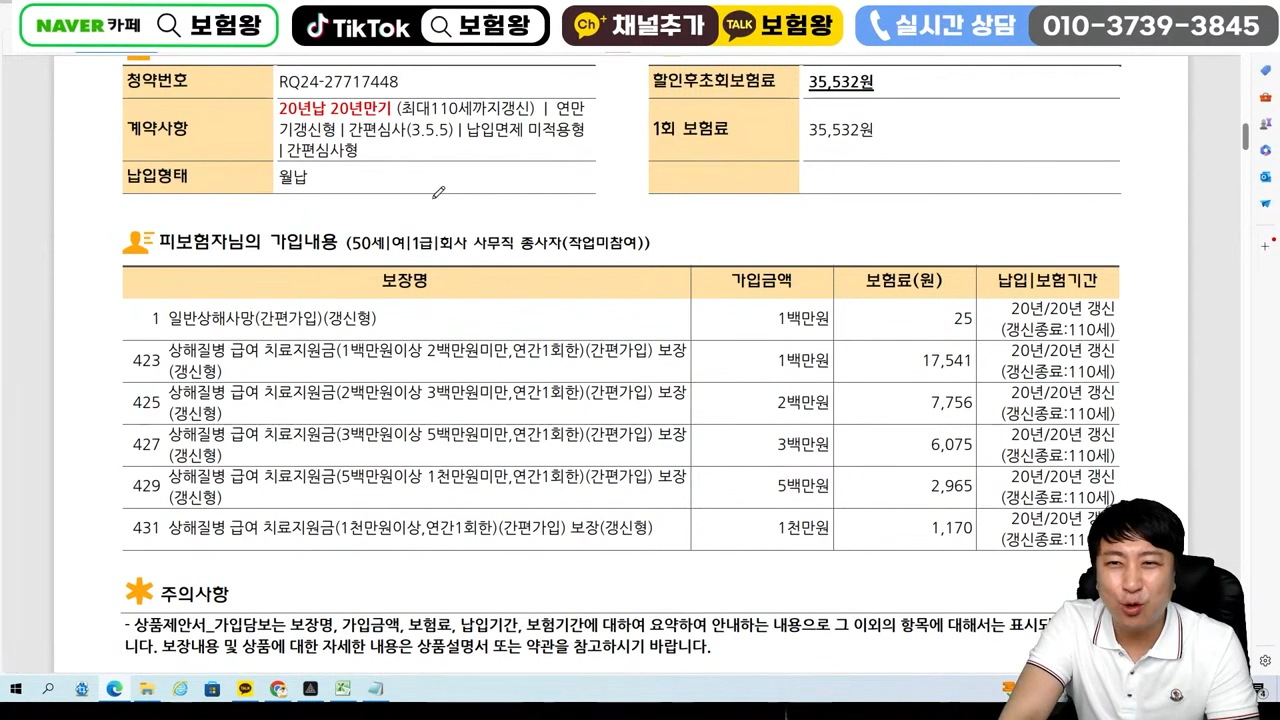 NAVER 카페 보험왕
TikTok 보험왕
Ch+ 채널추가 TALK 보험왕
실시간 상담 010-3739-3845
청약번호 RQ24-27717448 할인후초회보험료 35,532원
계약사항 20년납 20년만기 (최대110세까지갱신) | 연만
기갱신형 | 간편심사(3.5.5) | 납입면제 미적용형
| 간편심사형
1회 보험료 35,532원
납입형태 월납
피보험자님의 가입내용 (50세|여|1급|회사 사무직 종사자(작업미참여))
보장명 가입금액 보험료(원) 납입|보험기간
1 일반상해사망(간편가입)(갱신형) 1백만원 25 20년/20년 갱신
(갱신종료:110세)
423 상해질병 급여 치료지원금(1백만원이상 2백만원미만,연간1회한)(간편가입) 보장
(갱신형) 1백만원 17,541 20년/20년 갱신
(갱신종료:110세)
425 상해질병 급여 치료지원금(2백만원이상 3백만원미만,연간1회한)(간편가입) 보장
(갱신형) 2백만원 7,756 20년/20년 갱신
(갱신종료:110세)
427 상해질병 급여 치료지원금(3백만원이상 5백만원미만,연간1회한)(간편가입) 보장
(갱신형) 3백만원 6,075 20년/20년 갱신
(갱신종료:110세)
429 상해질병 급여 치료지원금(5백만원이상 1천만원미만,연간1회한)(간편가입) 보장
(갱신형) 5백만원 2,965 20년/20년 갱신
(갱신종료:110세)
431 상해질병 급여 치료지원금(1천만원이상,연간1회한)(간편가입) 보장(갱신형) 1천만원 1,170 20년/20년
(갱신종료:11
주의사항
- 상품제안서_가입담보는 보장명, 가입금액, 보험료, 납입기간, 보험기간에 대하여 요약하여 안내하는 내용으로 그 이외의 항목에 대해서는 표시되
니다. 보장내용 및 상품에 대한 자세한 내용은 상품설명서 또는 약관을 참고하시기 바랍니다.